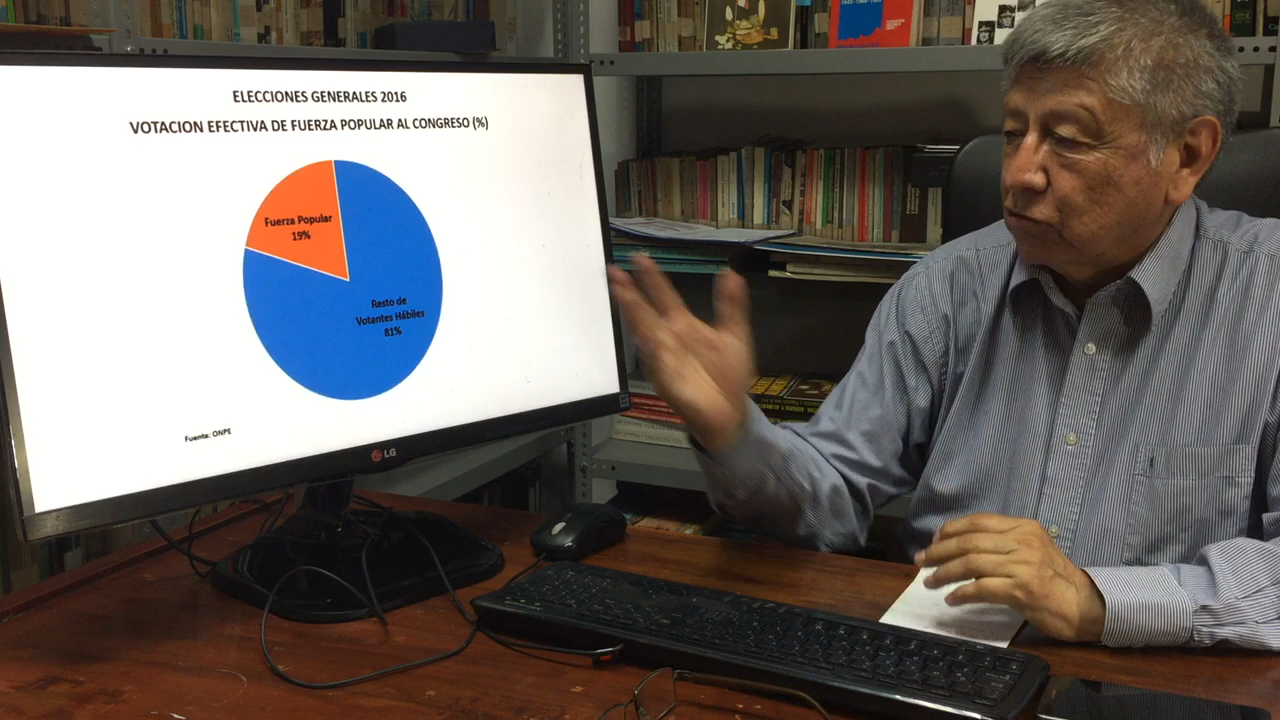 ELECCIONES GENERALES 2016
VOTACION EFECTIVA DE FUERZA POPULAR AL CONGRESO (%)
Fuerza Popular
19%
Resto de
Votantes Hábiles
81%
Fuente: ONPE
LG